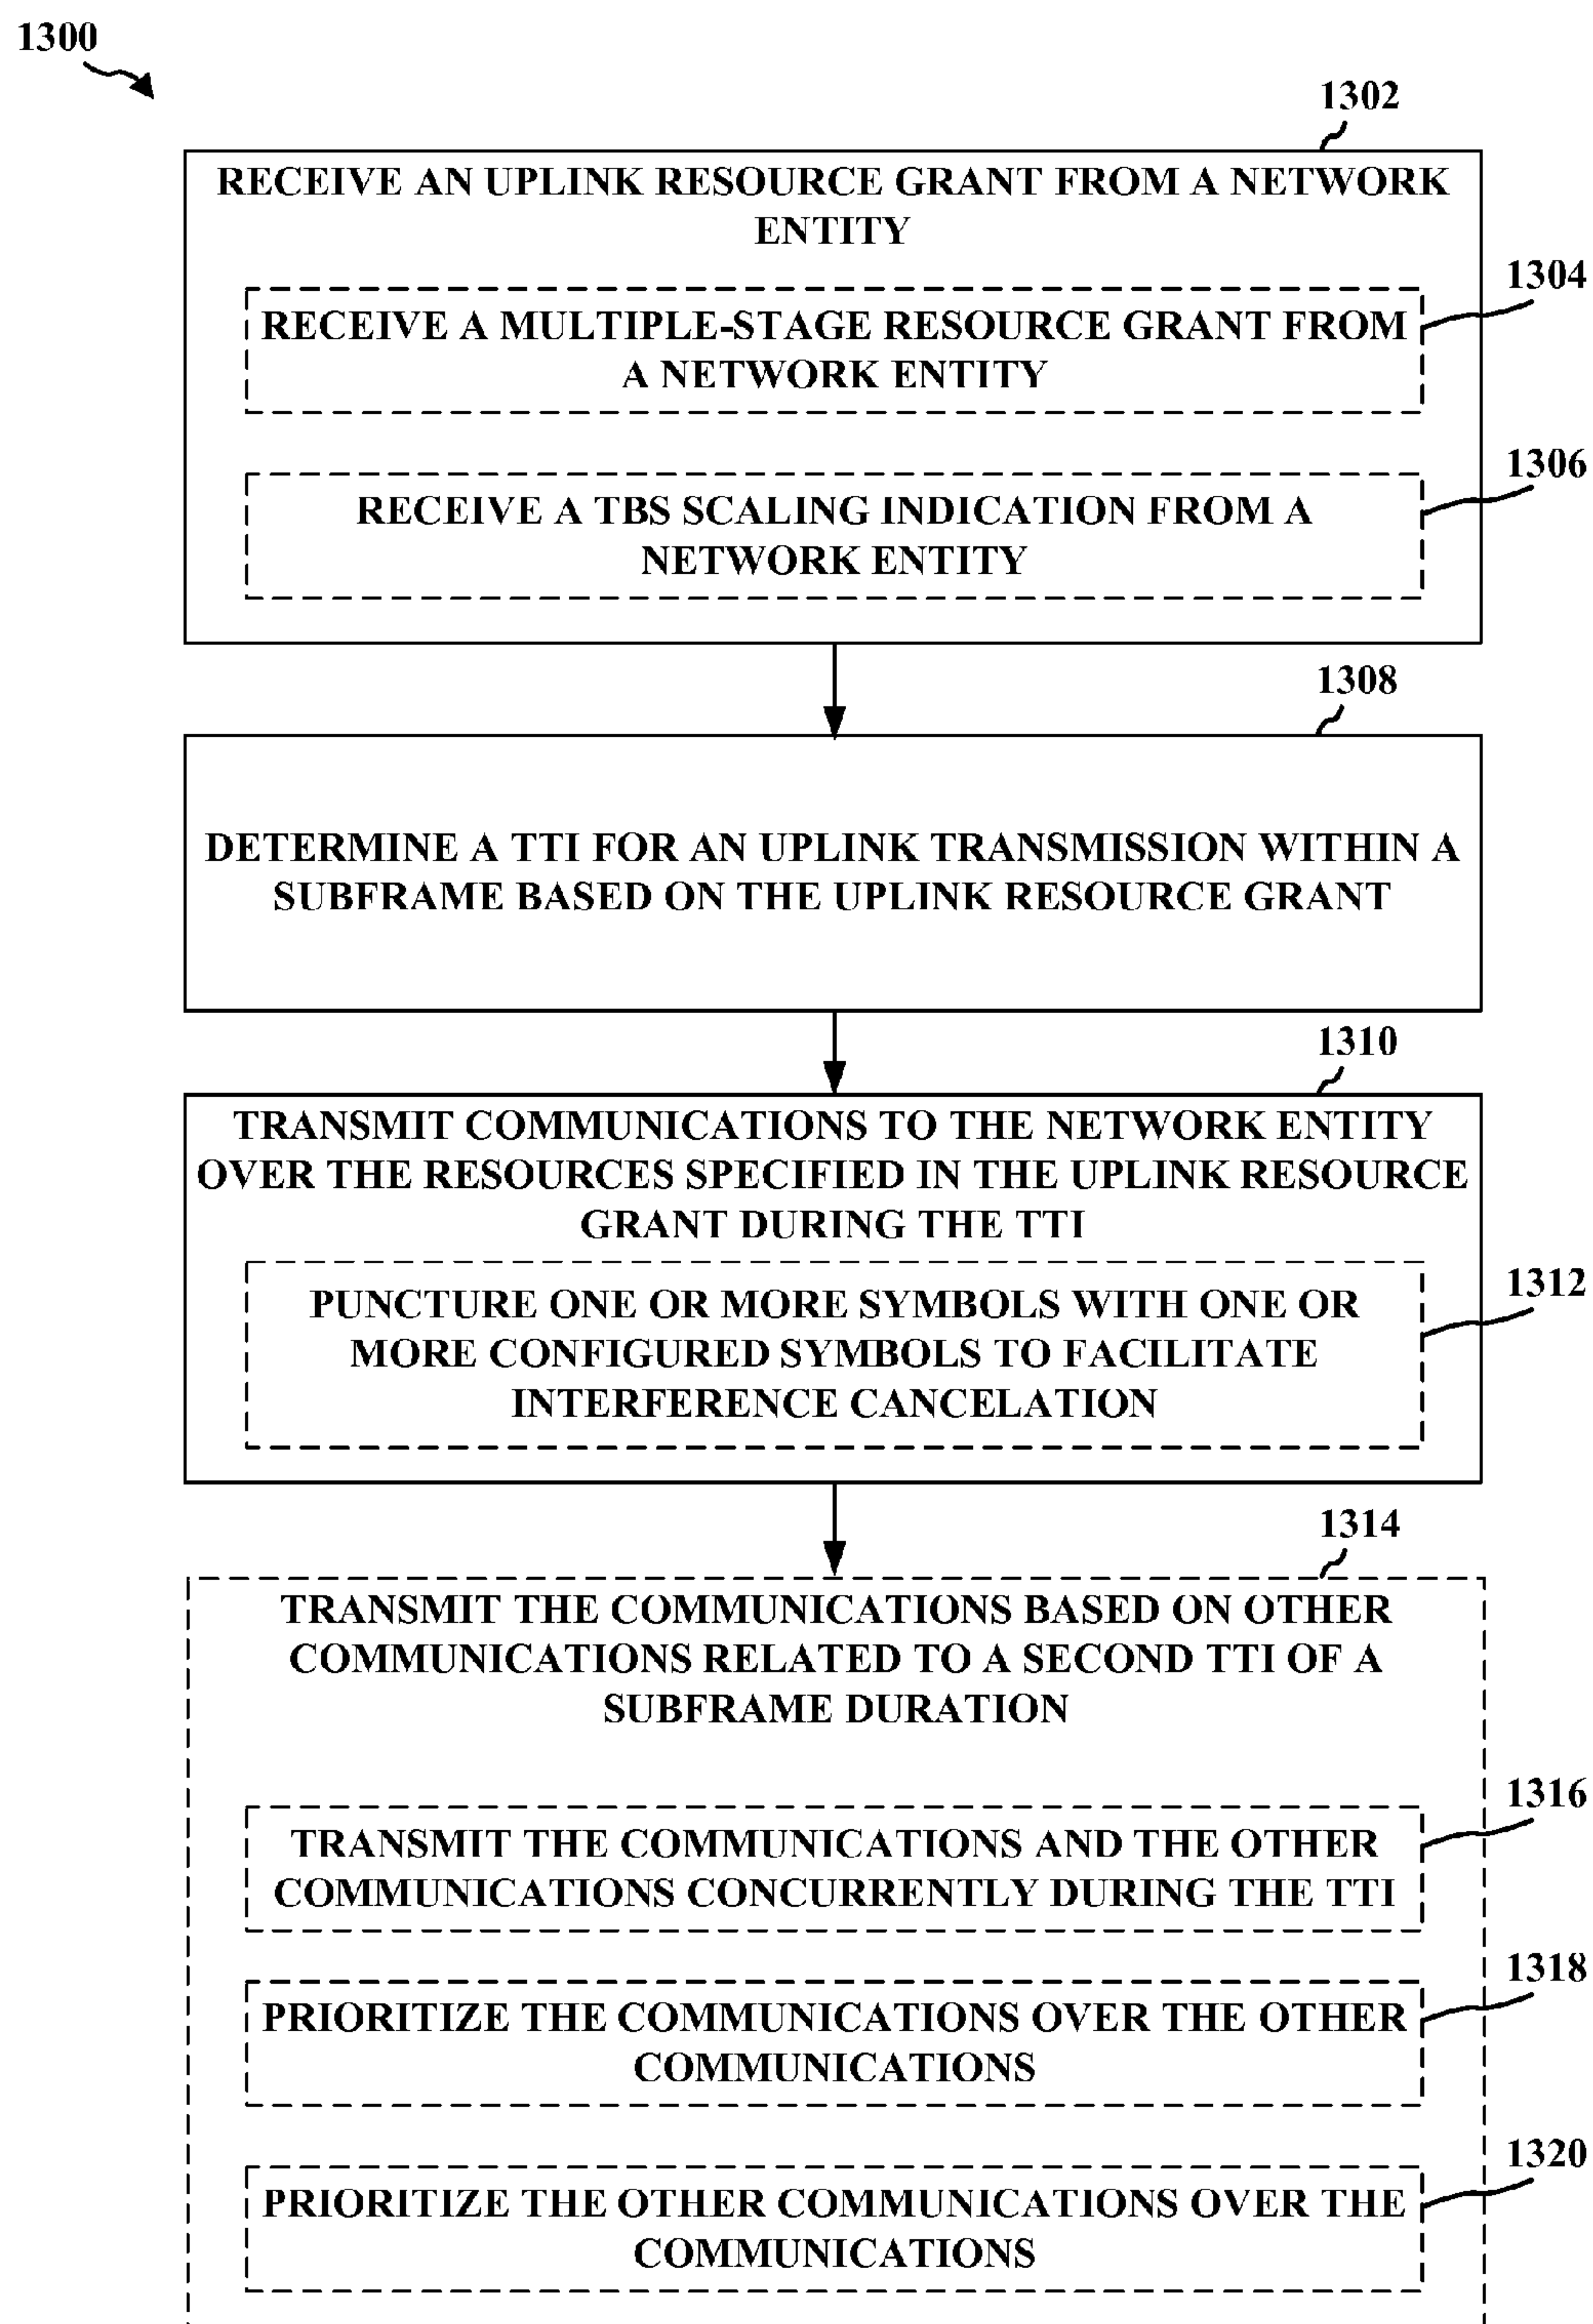 1300
1302
RECEIVE AN UPLINK RESOURCE GRANT FROM A NETWORK
ENTITY
1304
RECEIVE A MULTIPLE-STAGE RESOURCE GRANT FROM
A NETWORK ENTITY
1306
RECEIVE A TBS SCALING INDICATION FROM A
NETWORK ENTITY
1308
DETERMINE A TTI FOR AN UPLINK TRANSMISSION WITHIN A
SUBFRAME BASED ON THE UPLINK RESOURCE GRANT
1310
TRANSMIT COMMUNICATIONS TO THE NETWORK ENTITY
OVER THE RESOURCES SPECIFIED IN THE UPLINK RESOURCE
GRANT DURING THE TTI
1312
PUNCTURE ONE OR MORE SYMBOLS WITH ONE OR
MORE CONFIGURED SYMBOLS TO FACILITATE
INTERFERENCE CANCELATION
1314
TRANSMIT THE COMMUNICATIONS BASED ON OTHER
COMMUNICATIONS RELATED TO A SECOND TTI OF A
SUBFRAME DURATION
1316
TRANSMIT THE COMMUNICATIONS AND THE OTHER
COMMUNICATIONS CONCURRENTLY DURING THE TTI
1318
PRIORITIZE THE COMMUNICATIONS OVER THE OTHER
COMMUNICATIONS
1320
PRIORITIZE THE OTHER COMMUNICATIONS OVER THE
COMMUNICATIONS